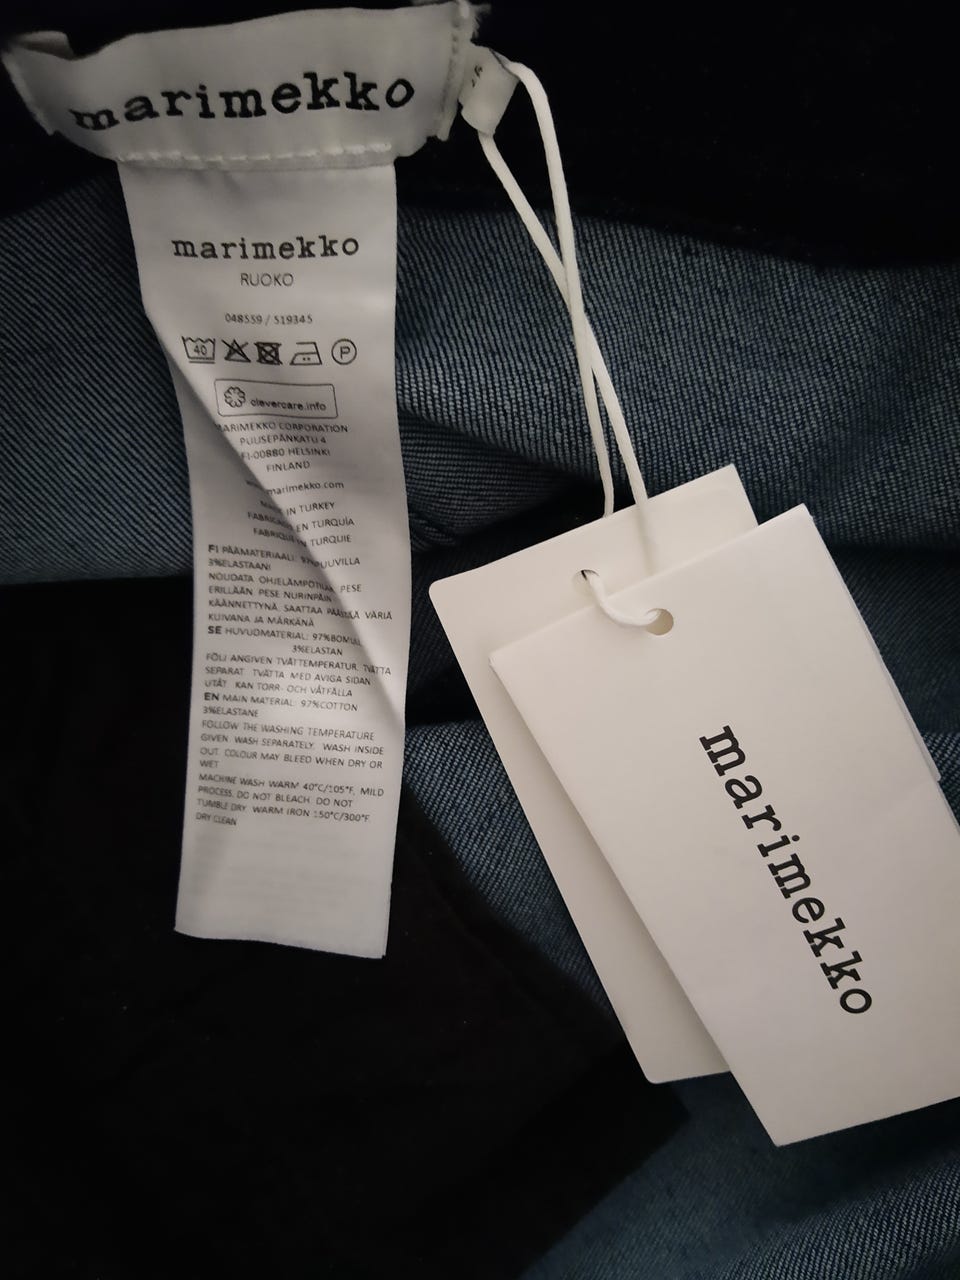 marimekko
marimekko
RUOKO
048559 / 519345
40
P
clevercare.info
MARIMEKKO CORPORATION
PUUSEPÄNKATU 4
FI-00880 HELSINKI
FINLAND
www.marimekko.com
IN TURKEY
EN TURQUÍA
EN TURQUIE
FI PÄÄMATERIAALI: 97%PUUVILLA
3%ELASTAANI
NOUDATA OHJELÄMPÖTILAA. PESE
ERILLÄÄN. PESE NURINPÄIN
KÄÄNNETTYNÄ. SAATTAA PÄÄSTÄÄ VÄRIÄ
KUIVANA JA MÄRKÄNÄ
SE HUVUDMATERIAL: 97%BOMULL
3%ELASTAN
FÖLJ ANGIVEN TVÄTTEMPERATUR. TVÄTTA
SEPARAT. TVÄTTA MED AVIGA SIDAN
UTÅT. KAN TORR- OCH VÅTFÄLLA
EN MAIN MATERIAL: 97%COTTON
3%ELASTANE
FOLLOW THE WASHING TEMPERATURE
GIVEN. WASH SEPARATELY. WASH INSIDE
OUT. COLOUR MAY BLEED WHEN DRY OR
WET
MACHINE WASH WARM 40°C/105°F, MILD
PROCESS. DO NOT BLEACH. DO NOT
TUMBLE DRY. WARM IRON 150°C/300°F.
DRY CLEAN
marimekko